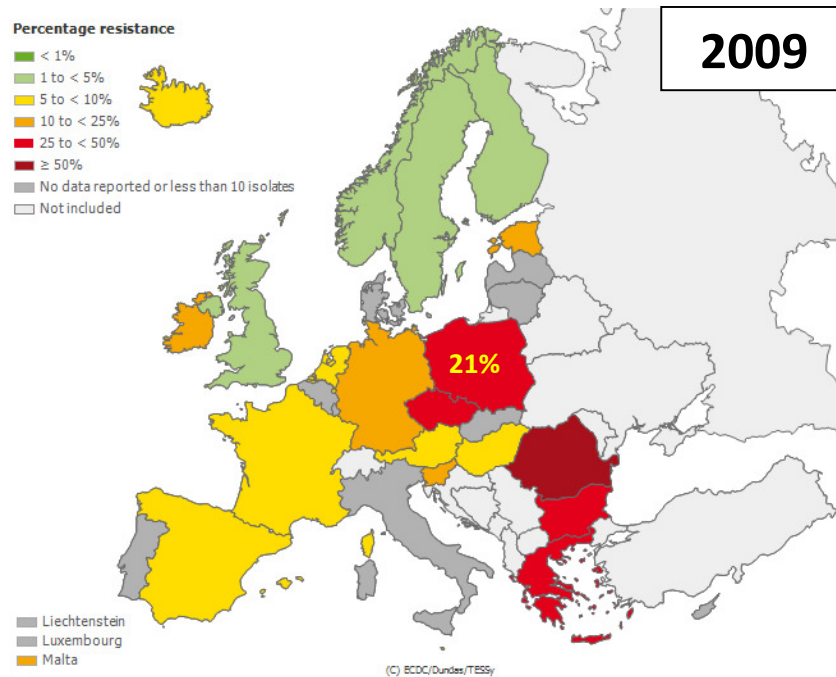 Percentage resistance
< 1%
1 to < 5%
5 to < 10%
10 to < 25%
25 to < 50%
≥ 50%
No data reported or less than 10 isolates
Not included
2009
21%
Liechtenstein
Luxembourg
Malta
(C) ECDC/Dundas/TESSy